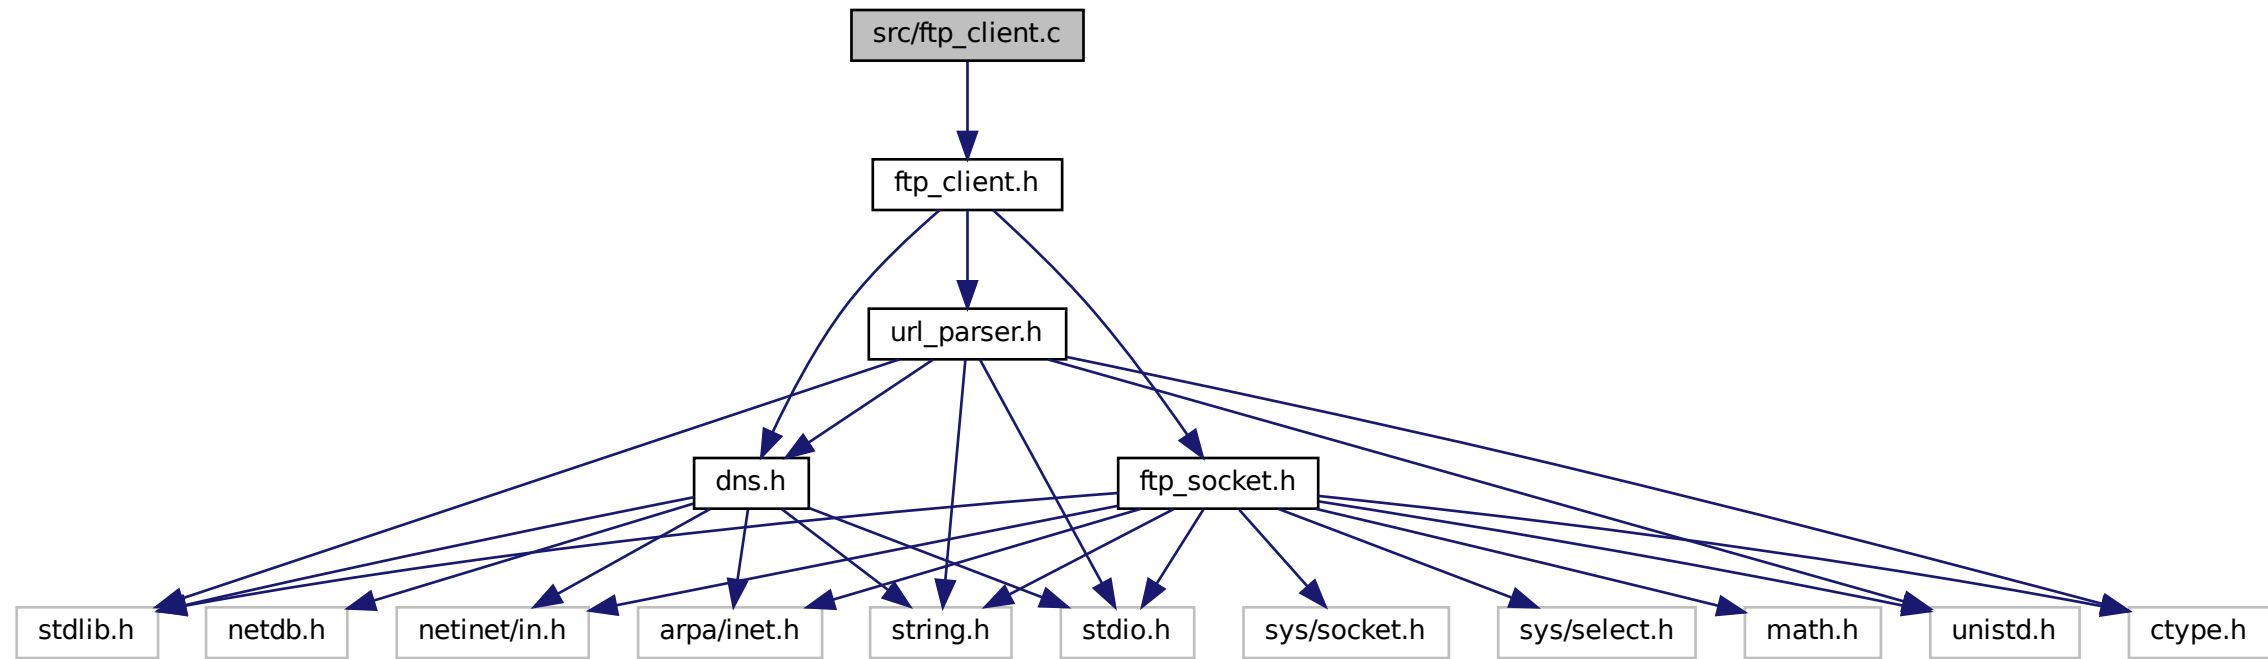 src/ftp_client.c
ftp_client.h
url_parser.h
dns.h
ftp_socket.h
stdlib.h
netdb.h
netinet/in.h
arpa/inet.h
string.h
stdio.h
sys/socket.h
sys/select.h
math.h
unistd.h
ctype.h